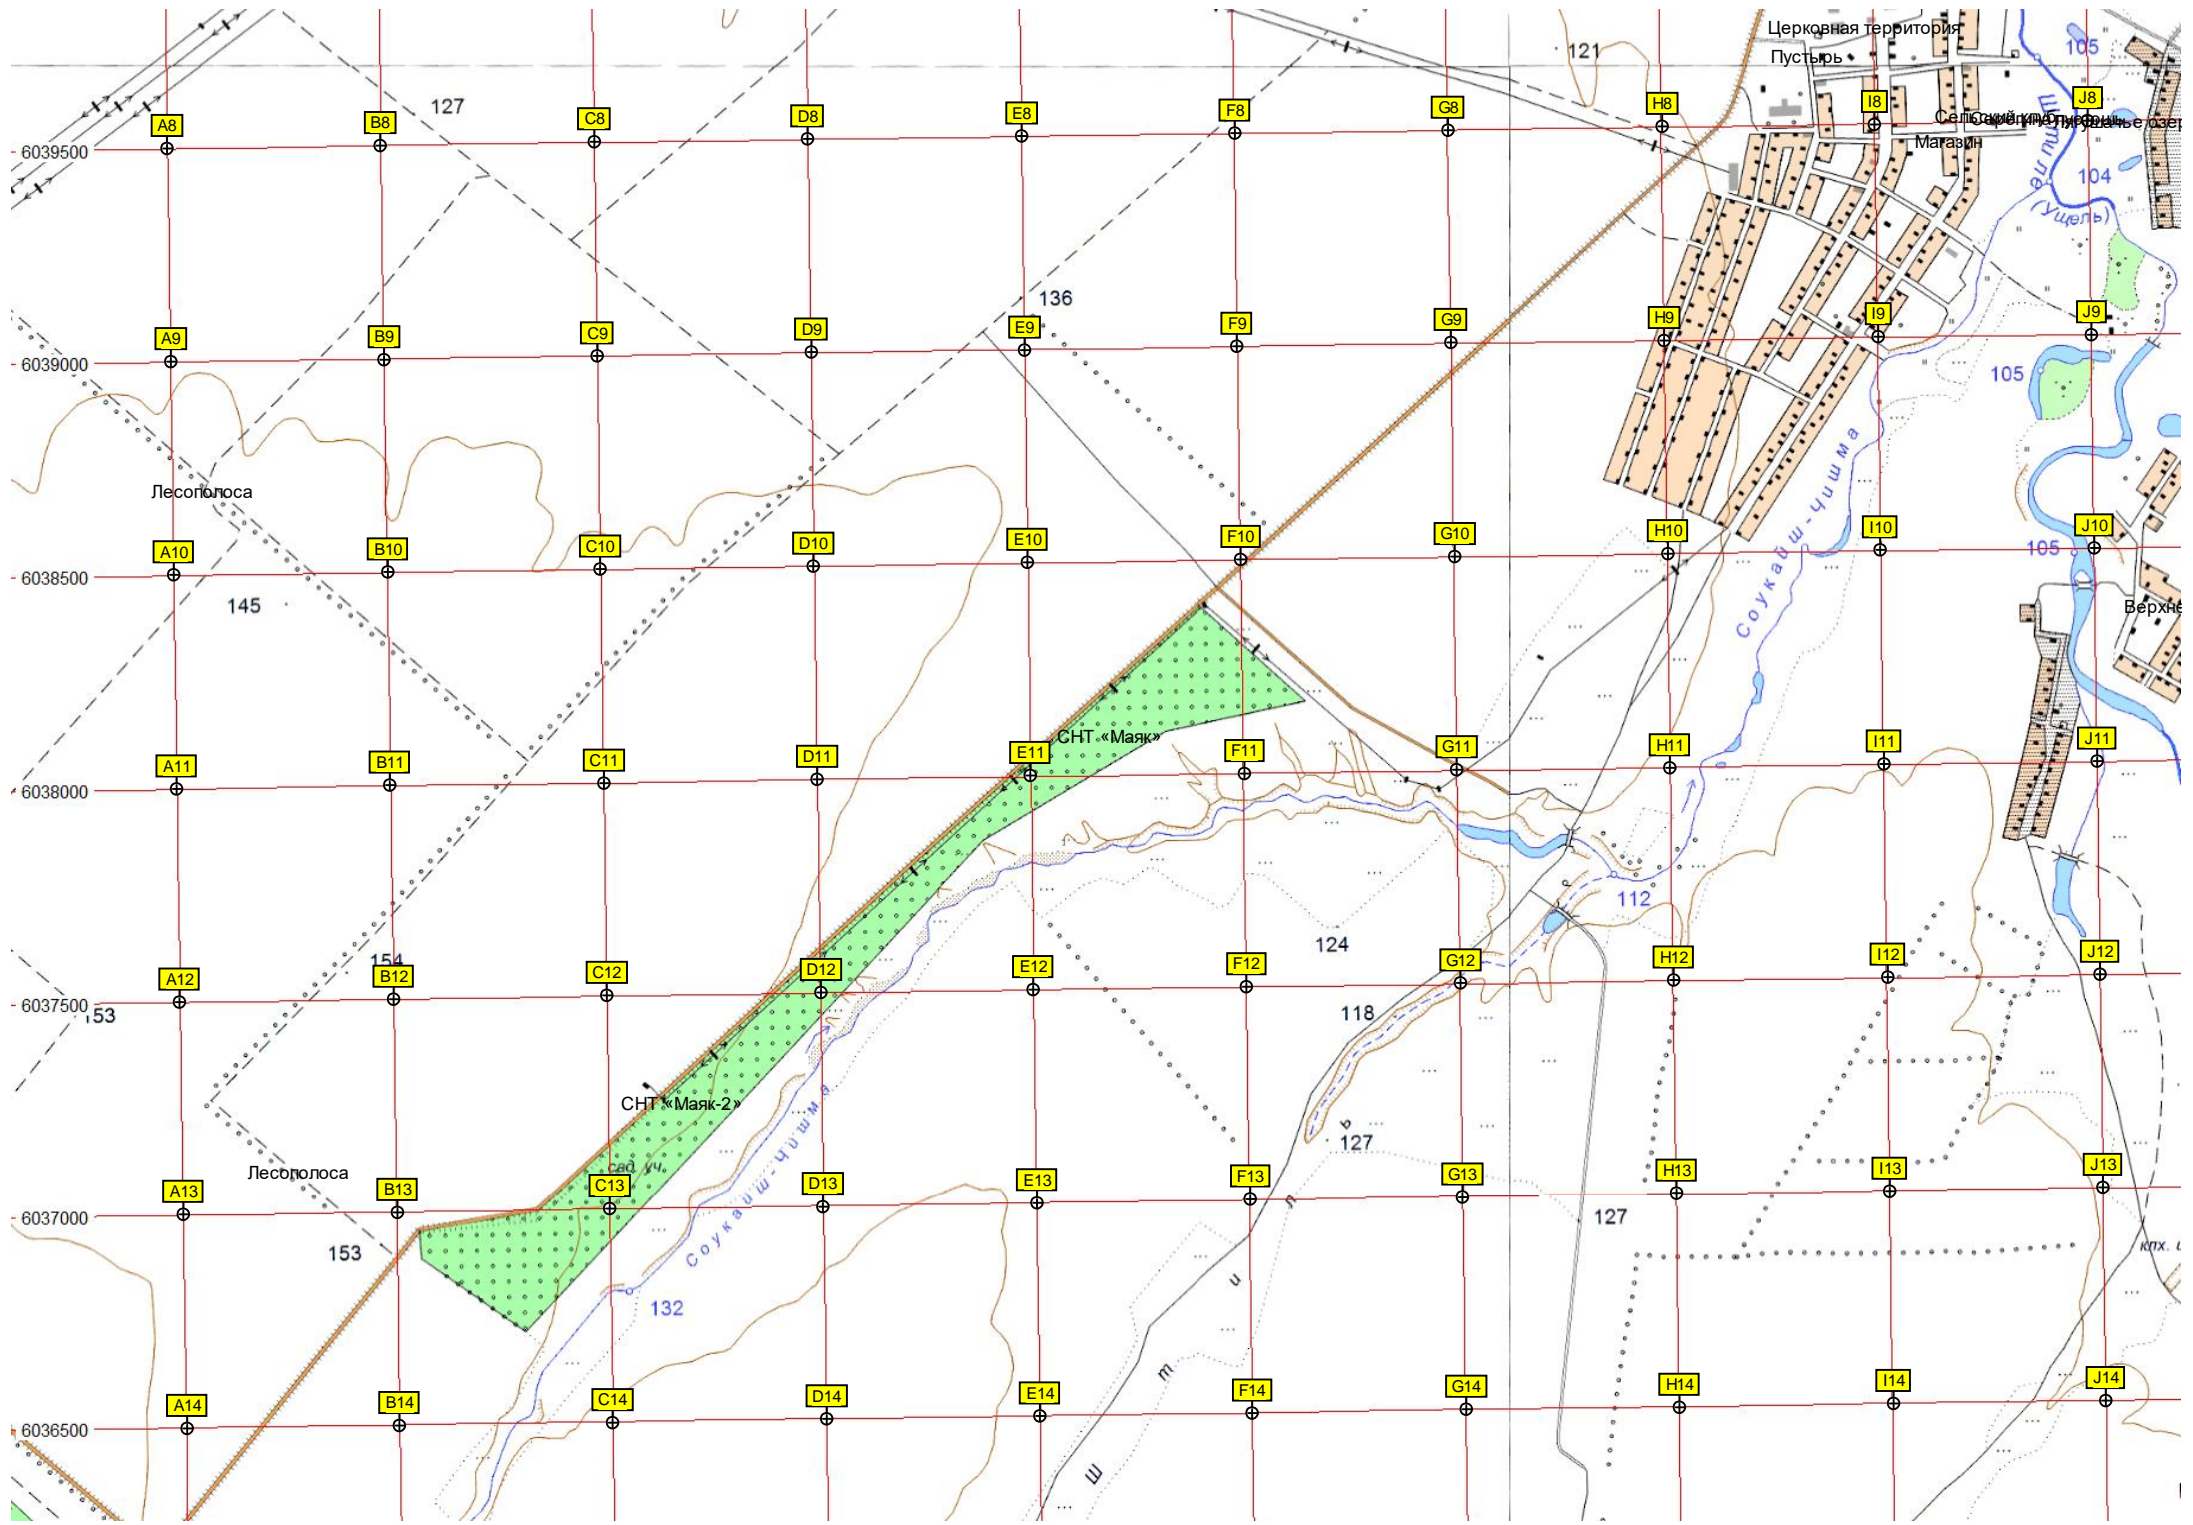 Церковная территория
105
121
Пустырь
127
A8 B8 C8 D8 E8 F8 G8 H8 I8 J8
6039500
Сельский клуб
Магазин
Штиле
104
(Ущель)
136
A9 B9 C9 D9 E9 F9 G9 H9 I9 J9
6039000
105
Лесополоса
A10 B10 C10 D10 E10 F10 G10 H10 I10 J10
105
6038500
Соукайш-Чишма
145
Верхне
СНТ «Маяк»
A11 B11 C11 D11 E11 F11 G11 H11 I11 J11
6038000
112
124
154
A12 B12 C12 D12 E12 F12 G12 H12 I12 J12
6037500
153
118
СНТ «Маяк-2»
Соукайш-Чишма
127
сад. уч.
Лесополоса
A13 B13 C13 D13 E13 F13 G13 H13 I13 J13
6037000
127
153
клх.
132
Штиль
A14 B14 C14 D14 E14 F14 G14 H14 I14 J14
6036500